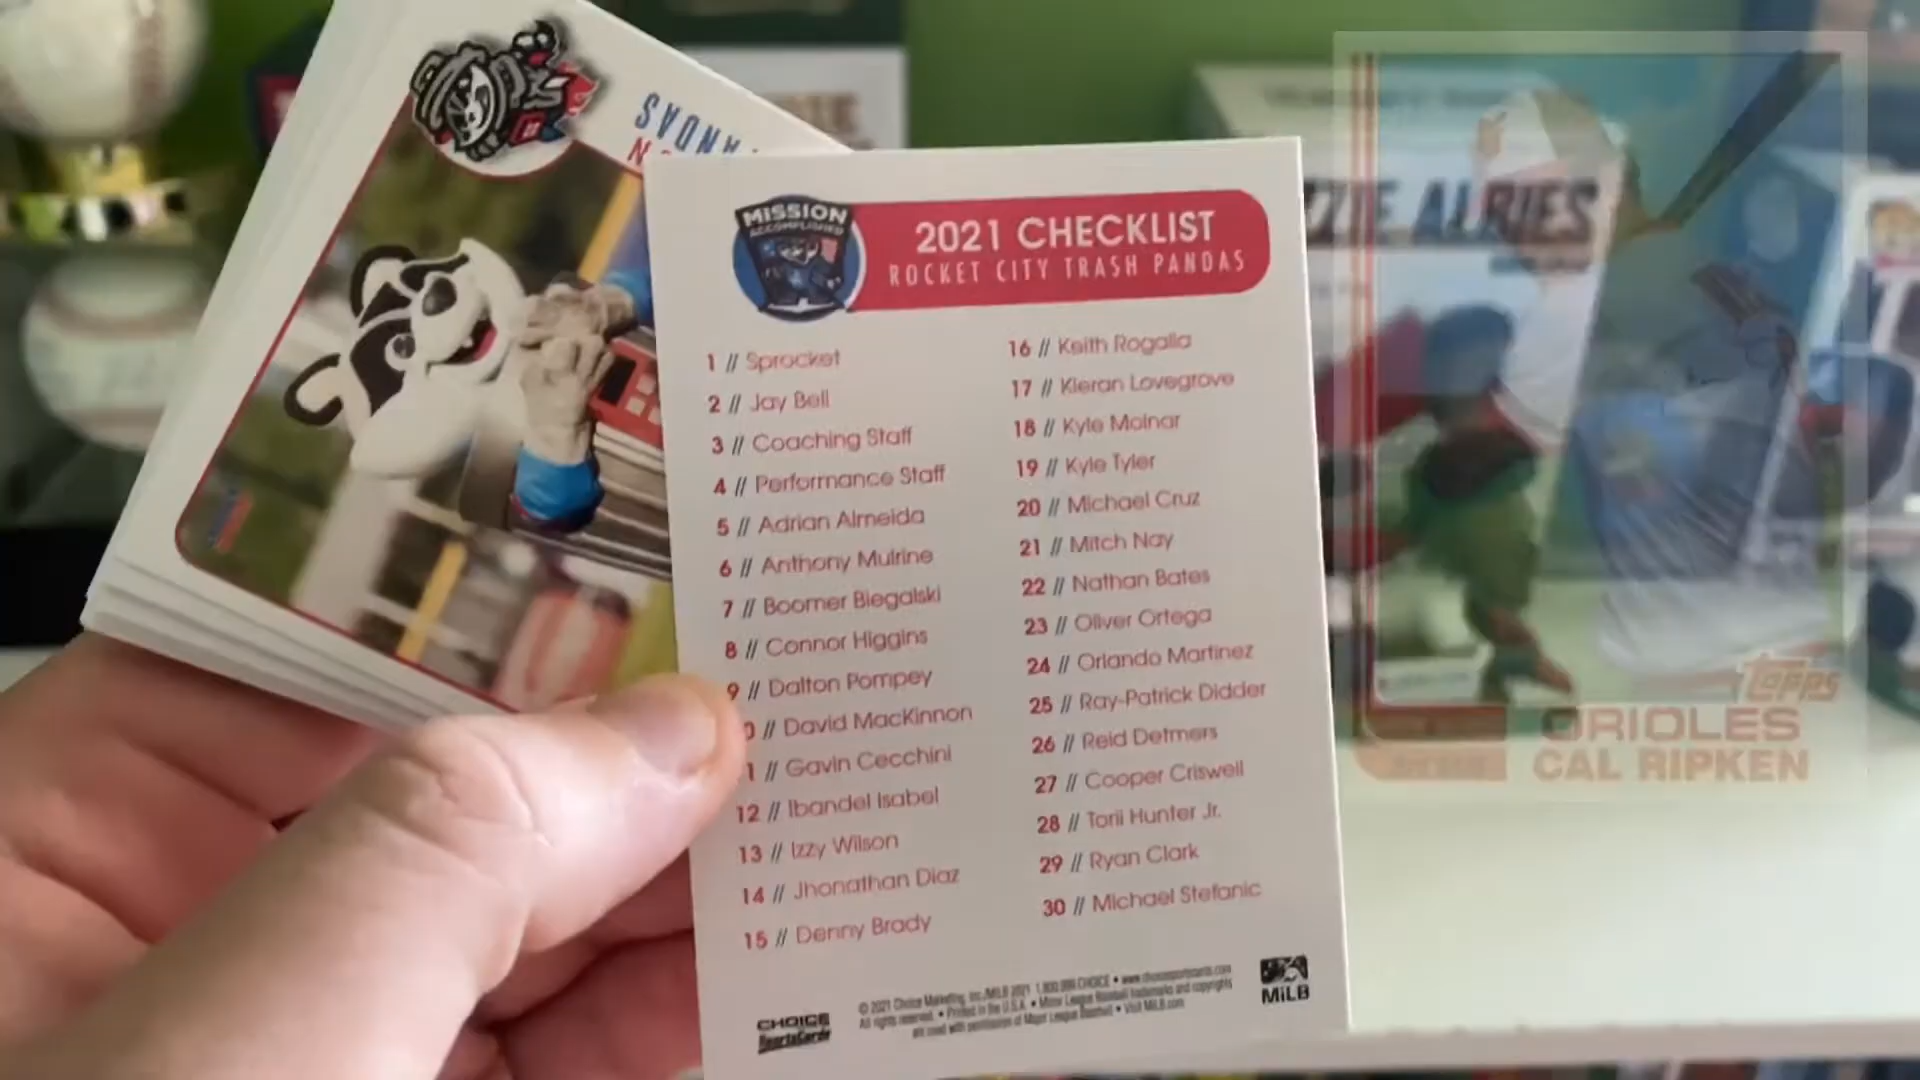 PANDAS
MISSION
ACCOMPLISHED
2021 CHECKLIST
ROCKET CITY TRASH PANDAS
1 // Sprocket
2 // Jay Bell
3 // Coaching Staff
4 // Performance Staff
5 // Adrian Almeida
6 // Anthony Mulrine
7 // Boomer Biegalski
8 // Connor Higgins
9 // Dalton Pompey
0 // David MacKinnon
1 // Gavin Cecchini
12 // Ibandel Isabel
13 // Izzy Wilson
14 // Jhonathan Diaz
15 // Denny Brady
16 // Keith Rogalla
17 // Kieran Lovegrove
18 // Kyle Molnar
19 // Kyle Tyler
20 // Michael Cruz
21 // Mitch Nay
22 // Nathan Bates
23 // Oliver Ortega
24 // Orlando Martinez
25 // Ray-Patrick Didder
26 // Reid Detmers
27 // Cooper Criswell
28 // Torii Hunter Jr.
29 // Ryan Clark
30 // Michael Stefanic
© 2021 Choice Marketing, Inc./MiLB 2021 1.800.999.CHOICE • www.choicesportscards.com
All rights reserved. • Printed in the U.S.A. • Minor League Baseball trademarks and copyrights
are used with permission of Major League Baseball • Visit MiLB.com
CHOICE
SportsCards
MiLB
ZZIE ALBIES
Topps
ORIOLES
CAL RIPKEN